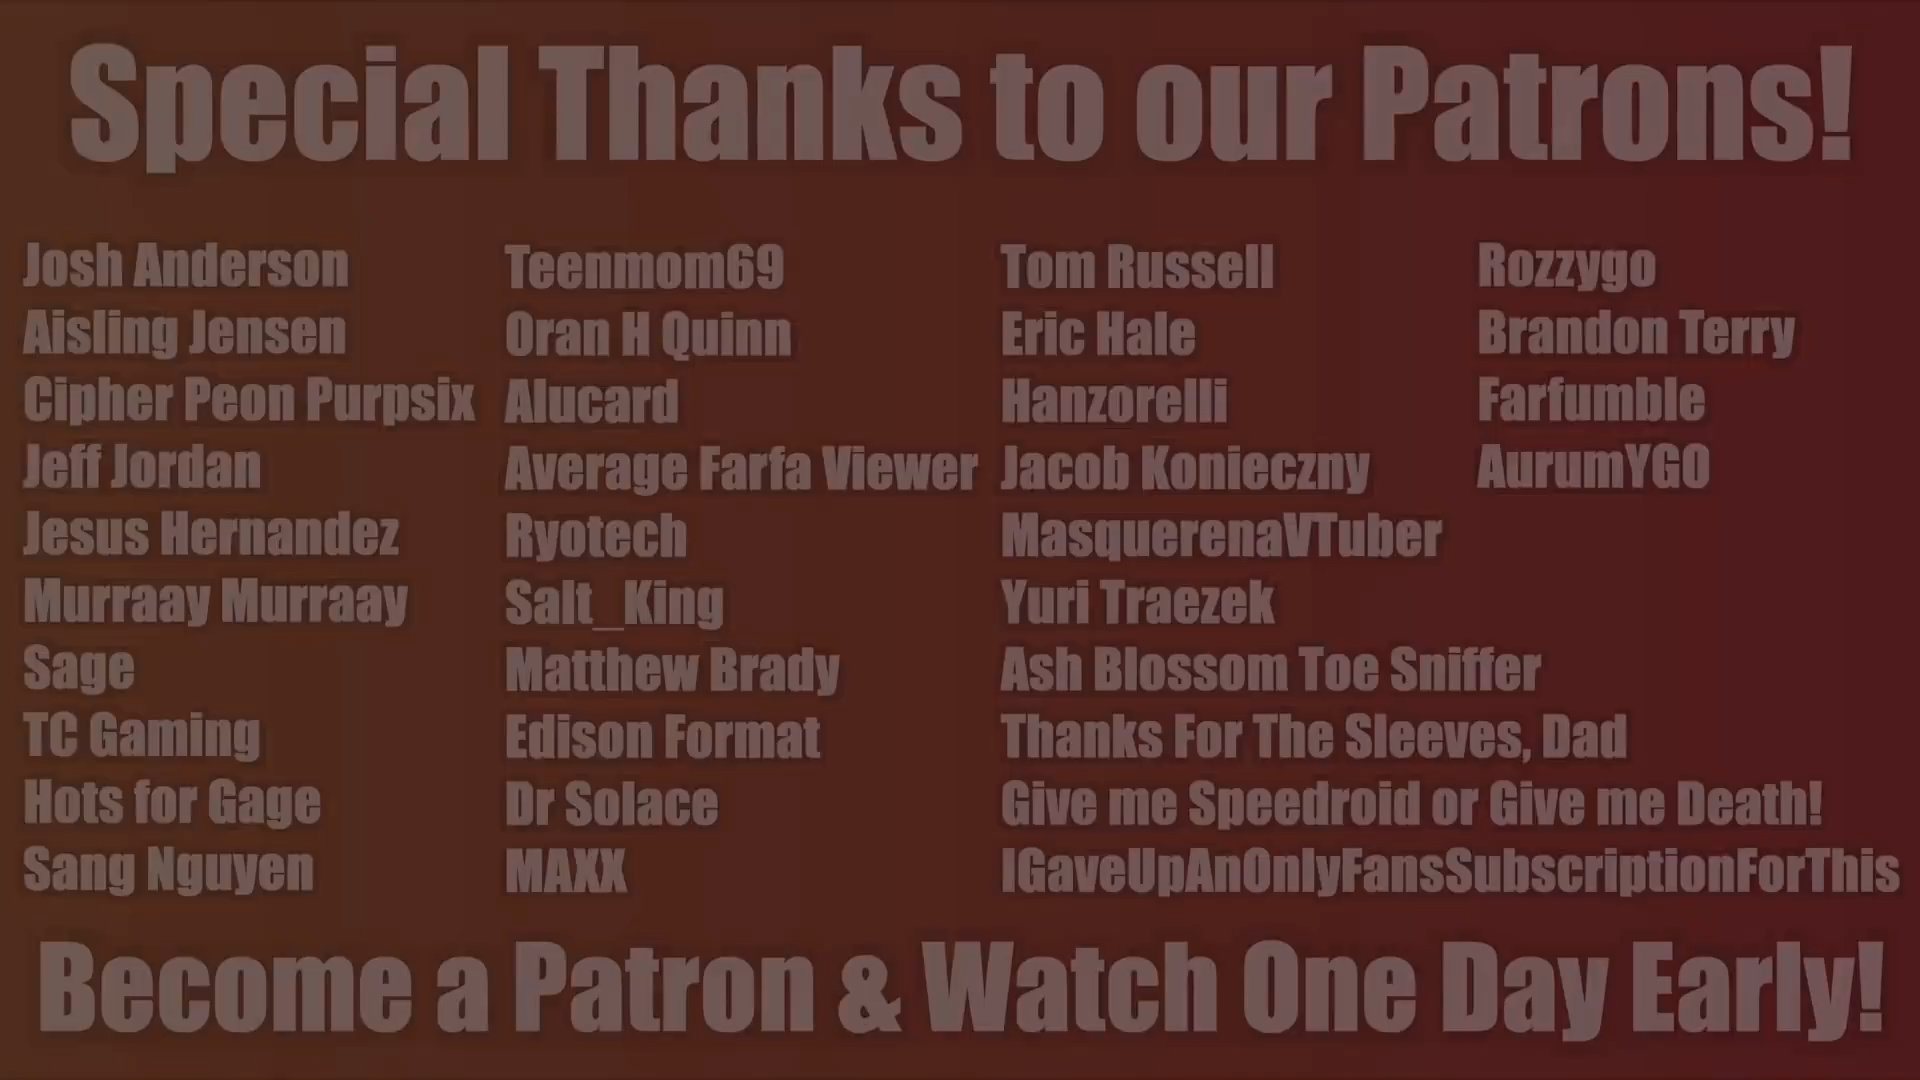 Special Thanks to our Patrons!
Josh Anderson
Aisling Jensen
Cipher Peon Purpsix
Jeff Jordan
Jesus Hernandez
Murraay Murraay
Sage
TC Gaming
Hots for Gage
Sang Nguyen
Teenmom69
Oran H Quinn
Alucard
Average Farfa Viewer
Ryotech
Salt_King
Matthew Brady
Edison Format
Dr Solace
MAXX
Tom Russell
Eric Hale
Hanzorelli
Jacob Konieczny
MasquerenaVTuber
Yuri Traezek
Ash Blossom Toe Sniffer
Thanks For The Sleeves, Dad
Give me Speedroid or Give me Death!
IGaveUpAnOnlyFansSubscriptionForThis
Rozzygo
Brandon Terry
Farfumble
AurumYGO
Become a Patron & Watch One Day Early!